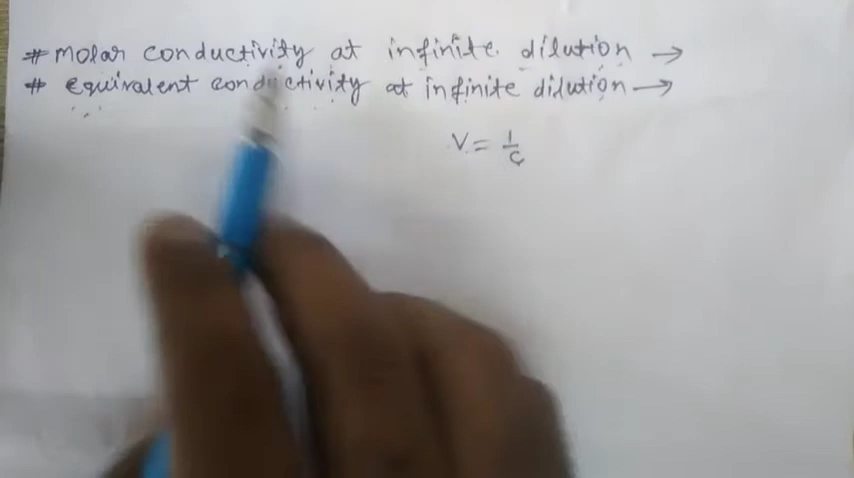 # molar conductivity at infinite dilution →
# equivalent conductivity at infinite dilution →
V = 1/C